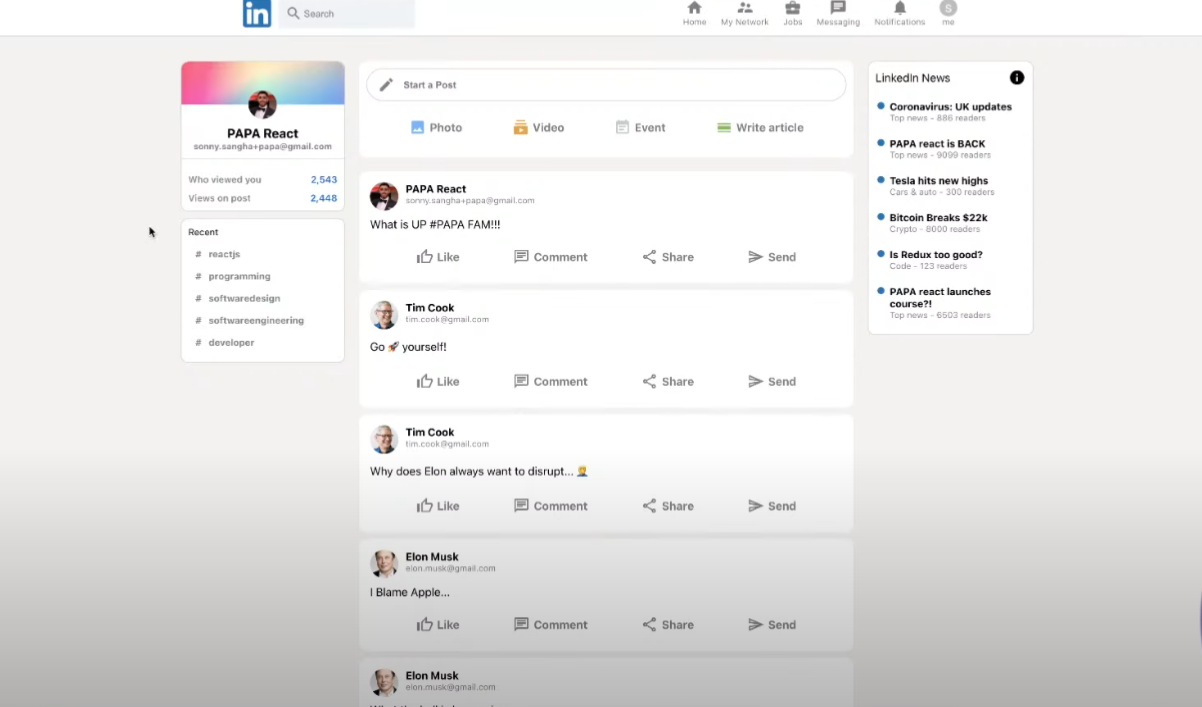 in
Search
Home
My Network
Jobs
Messaging
Notifications
S
me
PAPA React
sonny.sangha+papa@gmail.com
Who viewed you 2,543
Views on post 2,448
Recent
# reactjs
# programming
# softwaredesign
# softwareengineering
# developer
Start a Post
Photo Video Event Write article
PAPA React
sonny.sangha+papa@gmail.com
What is UP #PAPA FAM!!!
Like Comment Share Send
Tim Cook
tim.cook@gmail.com
Go 🚀 yourself!
Like Comment Share Send
Tim Cook
tim.cook@gmail.com
Why does Elon always want to disrupt... 🤦‍♂️
Like Comment Share Send
Elon Musk
elon.musk@gmail.com
I Blame Apple...
Like Comment Share Send
Elon Musk
elon.musk@gmail.com
LinkedIn News
Coronavirus: UK updates
Top news - 886 readers
PAPA react is BACK
Top news - 9099 readers
Tesla hits new highs
Cars & auto - 300 readers
Bitcoin Breaks $22k
Crypto - 8000 readers
Is Redux too good?
Code - 123 readers
PAPA react launches
course?!
Top news - 6503 readers